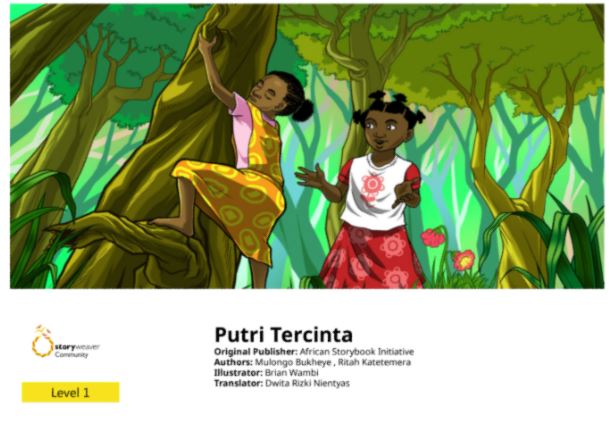 Putri Tercinta
Original Publisher: African Storybook Initiative
Authors: Mulongo Bukheye , Ritah Katetemera
Illustrator: Brian Wambi
Translator: Dwita Rizki Nientyas
storyweaver
Community
Level 1